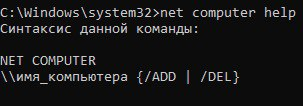 C:\Windows\system32>net computer help
Синтаксис данной команды:
NET COMPUTER
\\имя_компьютера {/ADD | /DEL}